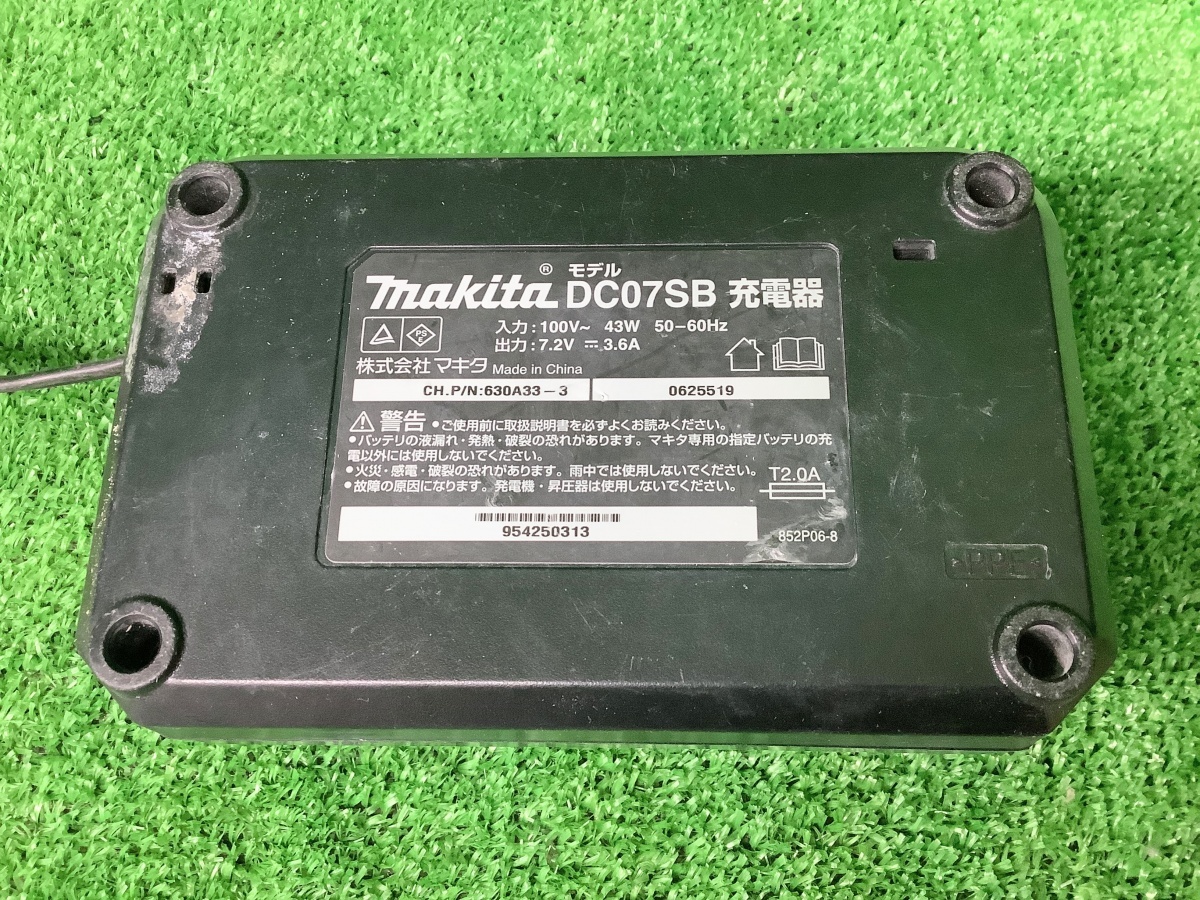 makita® モデル DC07SB 充電器
PS E
入力:100V~ 43W 50-60Hz
出力:7.2V ⎓ 3.6A
株式会社 マキタ Made in China
CH.P/N:630A33-3 0625519
警告 •ご使用前に取扱説明書を必ずよくお読みください。
•バッテリの液漏れ・発熱・破裂の恐れがあります。マキタ専用の指定バッテリの充
電以外には使用しないでください。
•火災・感電・破裂の恐れがあります。雨中では使用しないでください。
•故障の原因になります。発電機・昇圧器は使用しないでください。
T2.0A
954250313
852P06-8
>PPE<